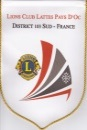 Lions Club Lattes Pays D'Or
District 103 Sud - France